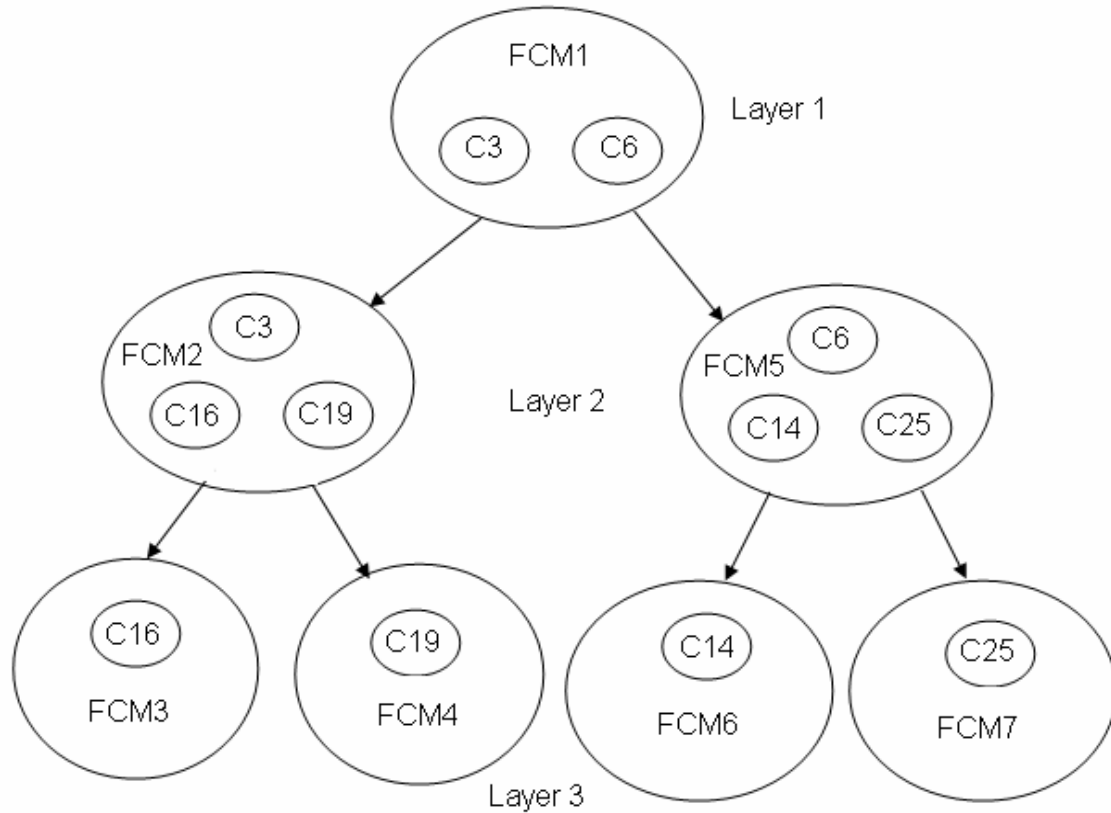 FCM1
Layer 1
C3
C6
C3
C6
FCM2
FCM5
Layer 2
C16
C19
C14
C25
C16
C19
C14
C25
FCM3
FCM4
FCM6
FCM7
Layer 3